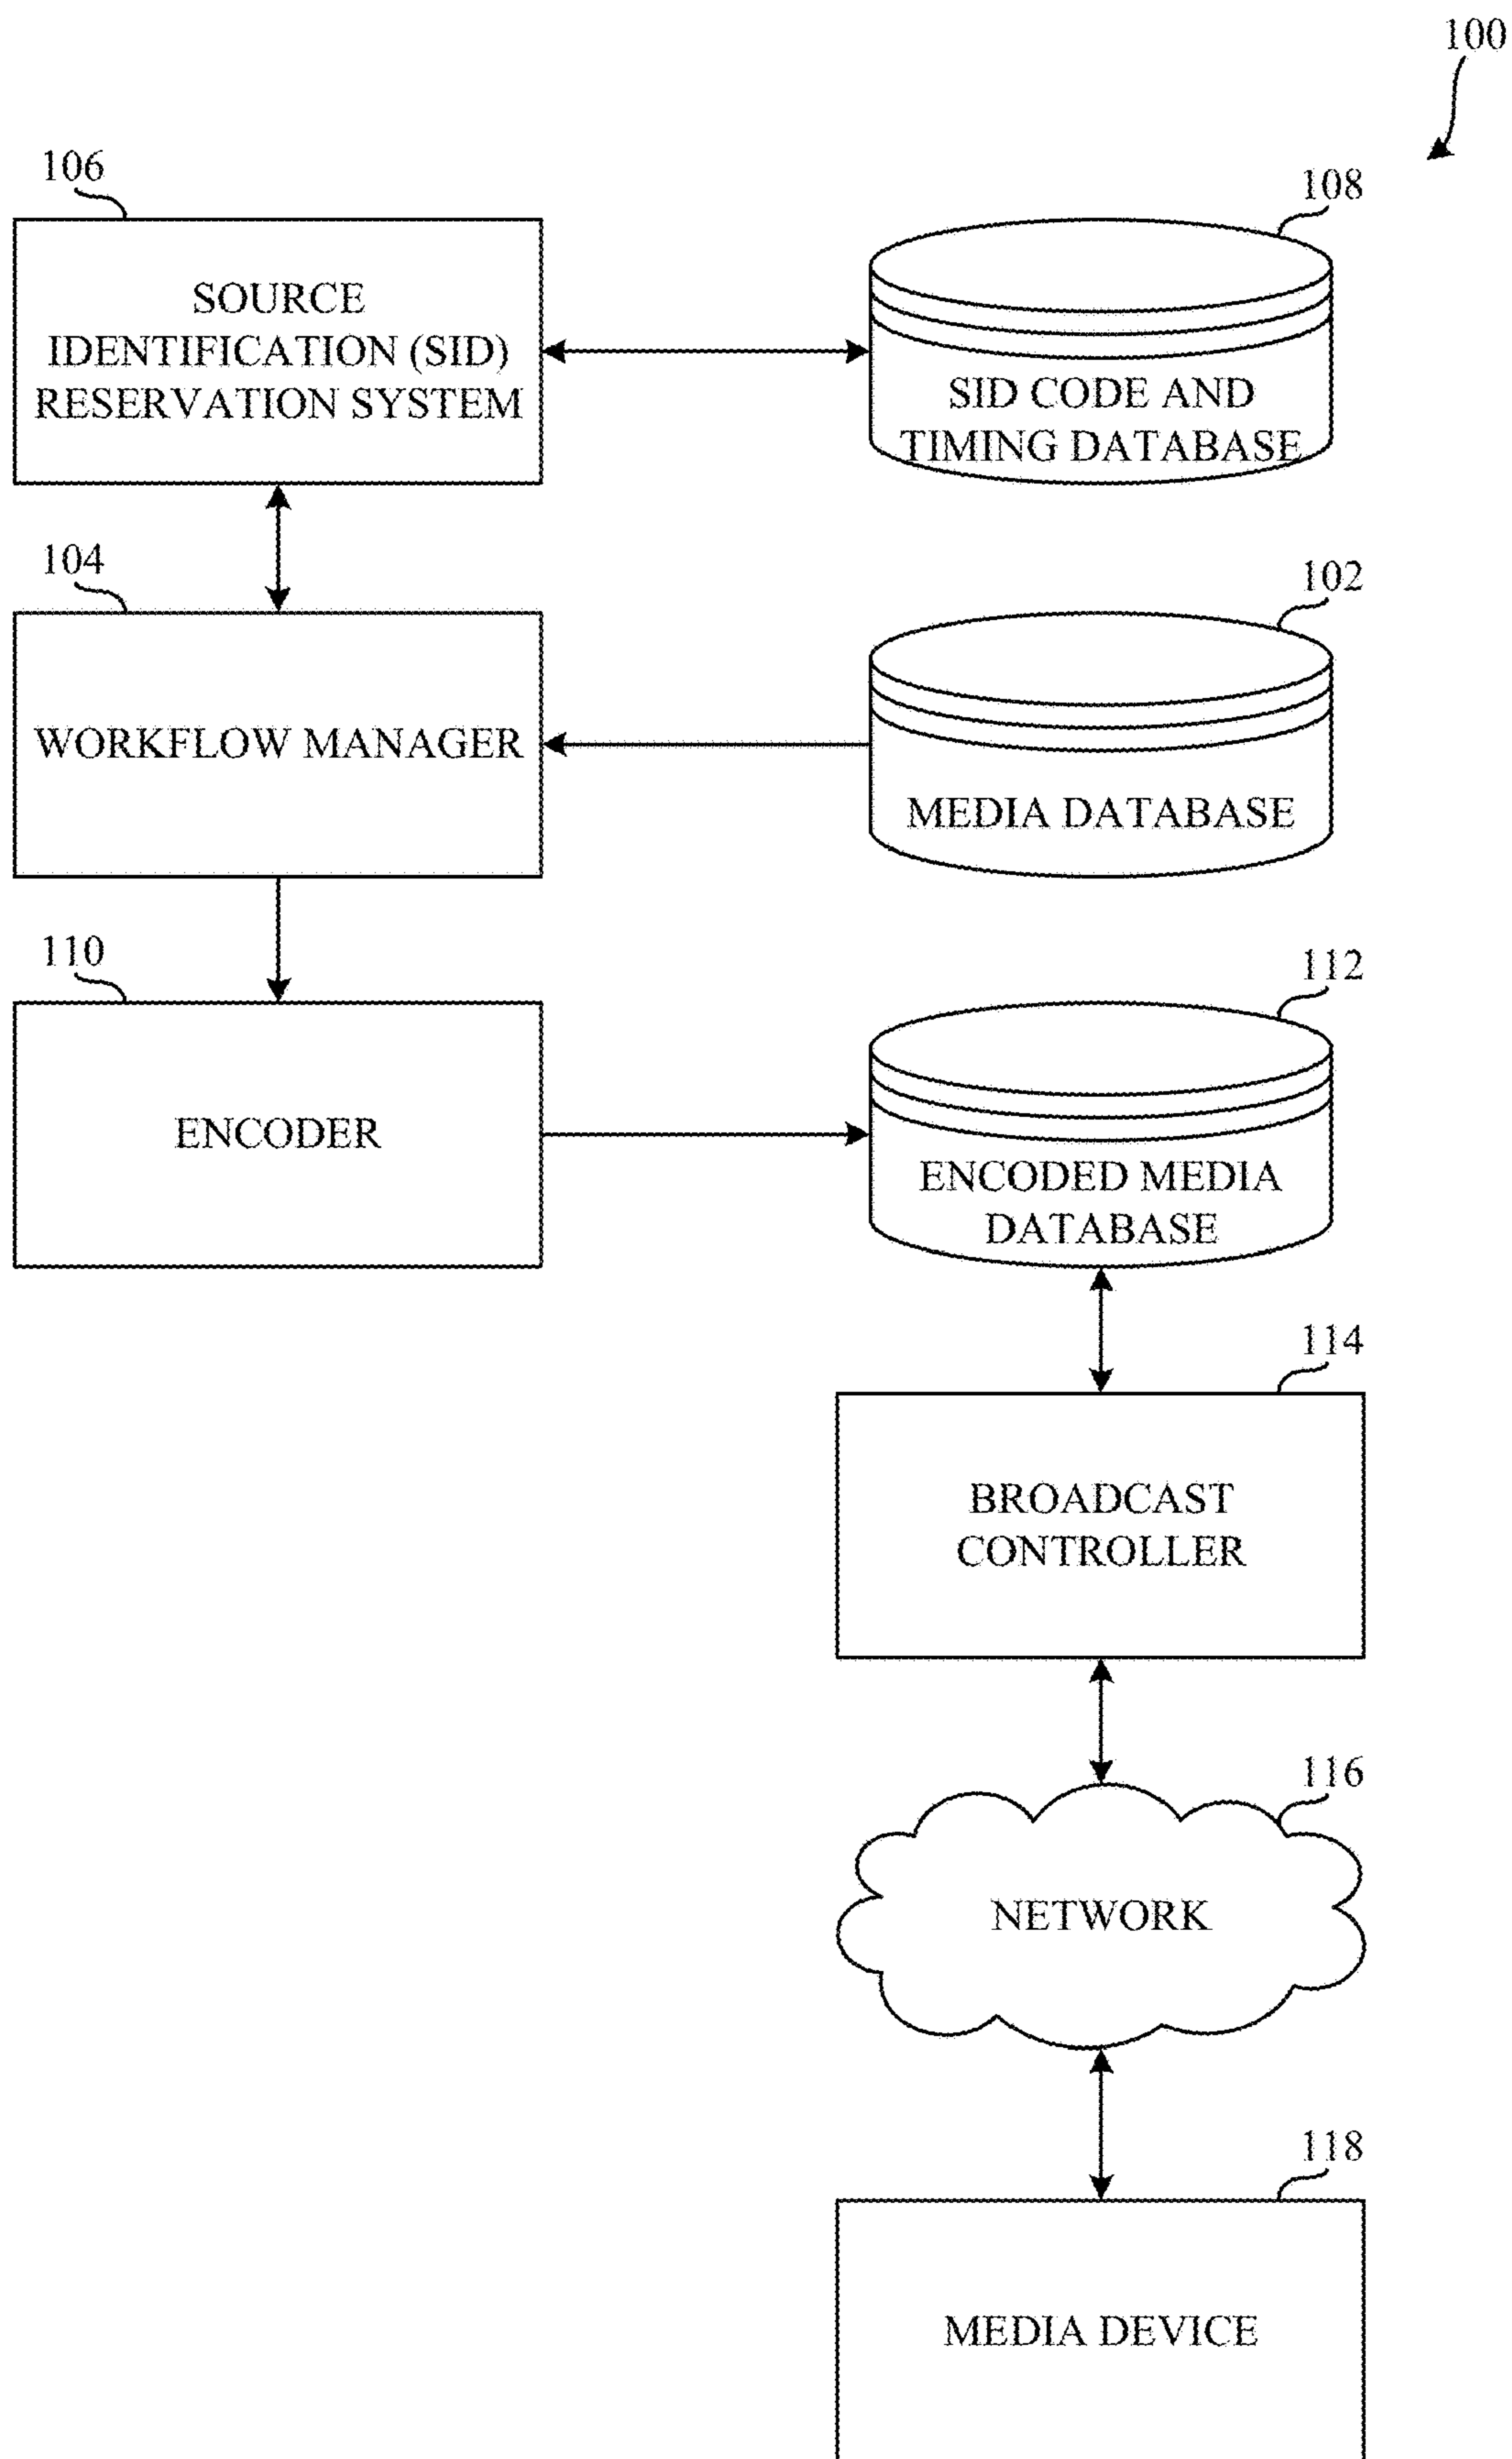 100
106
108
SOURCE
IDENTIFICATION (SID)
RESERVATION SYSTEM
SID CODE AND
TIMING DATABASE
104
102
WORKFLOW MANAGER
MEDIA DATABASE
110
112
ENCODER
ENCODED MEDIA
DATABASE
114
BROADCAST
CONTROLLER
116
NETWORK
118
MEDIA DEVICE